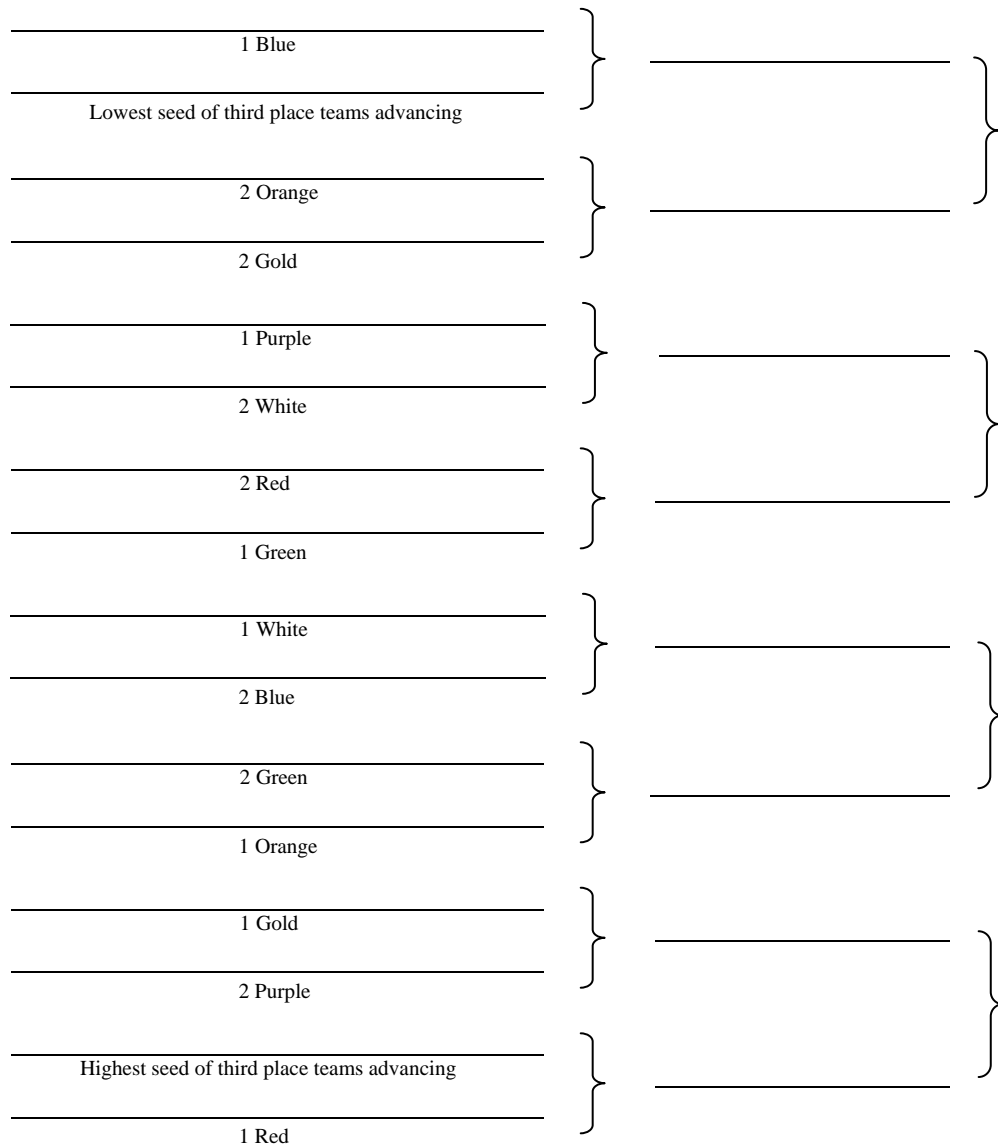 1 Blue
Lowest seed of third place teams advancing
2 Orange
2 Gold
1 Purple
2 White
2 Red
1 Green
1 White
2 Blue
2 Green
1 Orange
1 Gold
2 Purple
Highest seed of third place teams advancing
1 Red